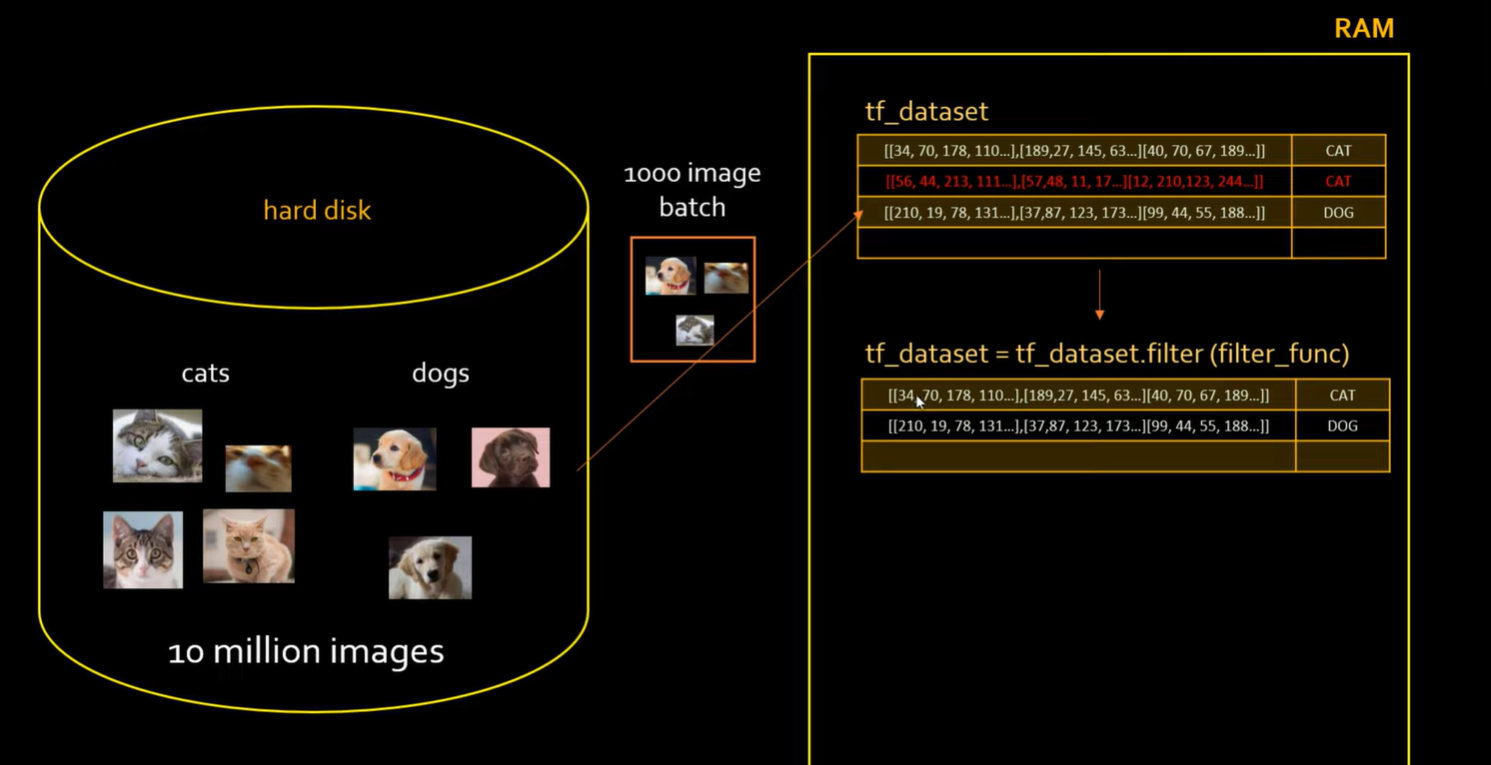 RAM
hard disk
cats
dogs
10 million images
1000 image
batch
tf_dataset
[[34, 70, 178, 110...],[189,27, 145, 63...][40, 70, 67, 189...]] CAT
[[56, 44, 213, 111...],[57,48, 11, 17...][12, 210,123, 244...]] CAT
[[210, 19, 78, 131...],[37,87, 123, 173...][99, 44, 55, 188...]] DOG
tf_dataset = tf_dataset.filter (filter_func)
[[34, 70, 178, 110...],[189,27, 145, 63...][40, 70, 67, 189...]] CAT
[[210, 19, 78, 131...],[37,87, 123, 173...][99, 44, 55, 188...]] DOG